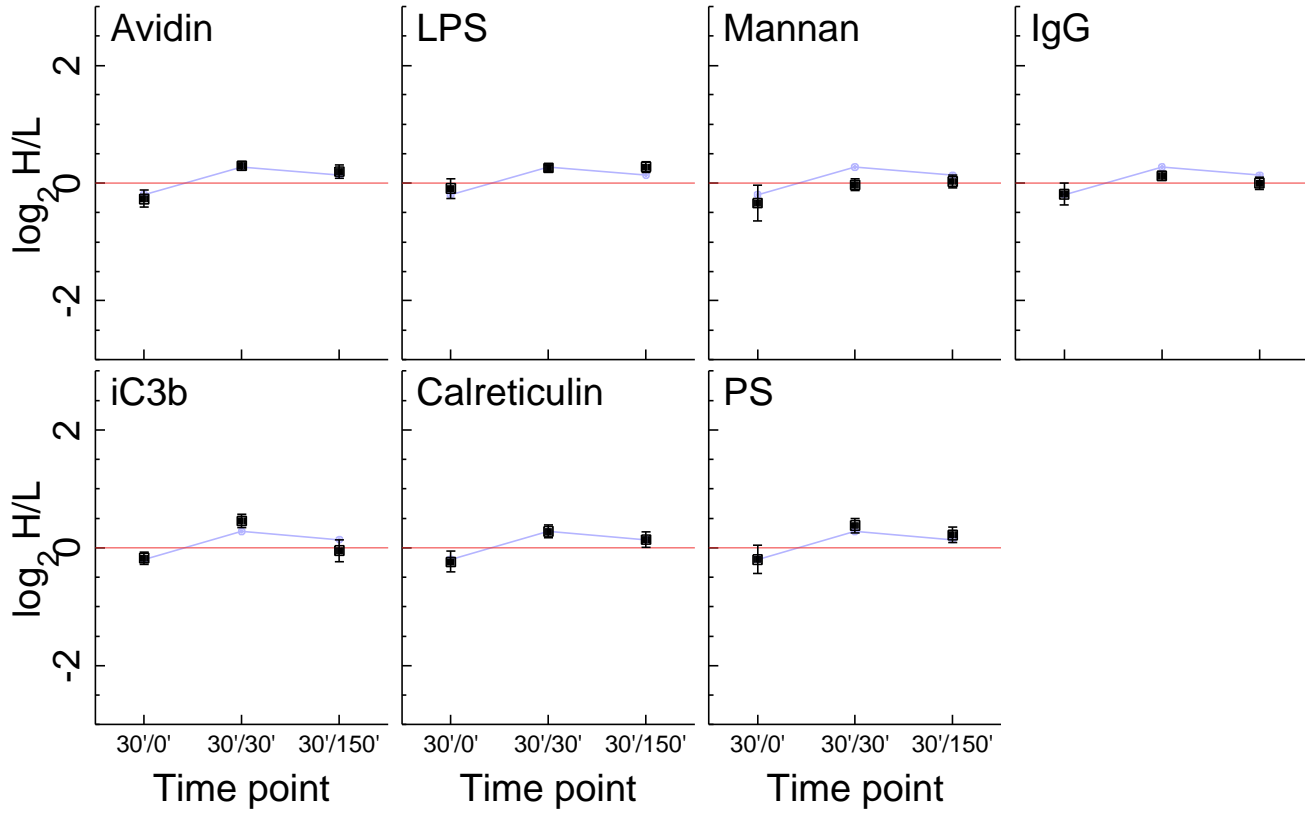 Avidin LPS Mannan IgG
2
0
-2
log2 H/L
iC3b Calreticulin PS
2
0
-2
log2 H/L
30'/0' 30'/30' 30'/150' 30'/0' 30'/30' 30'/150' 30'/0' 30'/30' 30'/150'
Time point Time point Time point